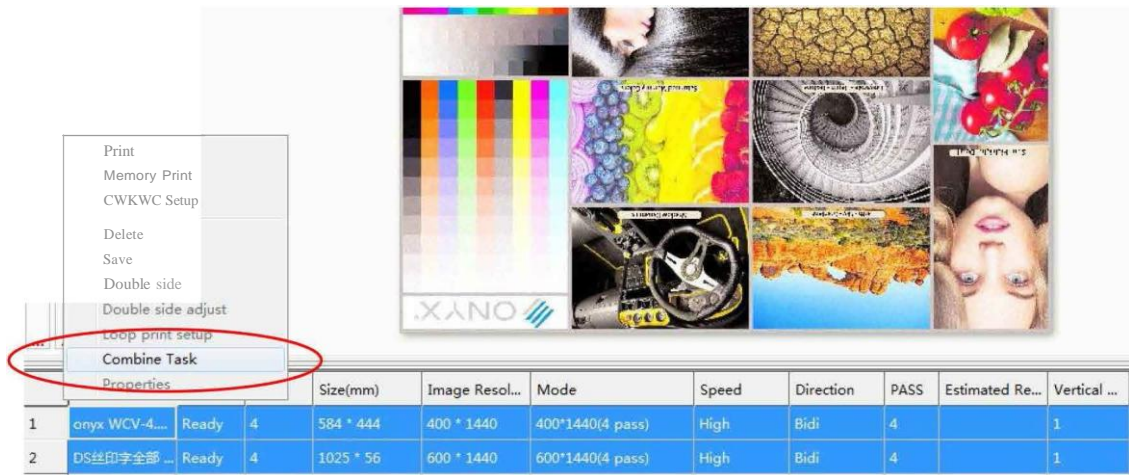 Print
Memory Print
CWKWC Setup
Delete
Save
Double side
Double side adjust
Loop print setup
Combine Task
Properties
ONYX
Size(mm) Image Resol... Mode Speed Direction PASS Estimated Re... Vertical ...
1 onyx WCV-4.... Ready 4 584 * 444 400 * 1440 400*1440(4 pass) High Bidi 4 1
2 DS丝印字全部 ... Ready 4 1025 * 56 600 * 1440 600*1440(4 pass) High Bidi 4 1